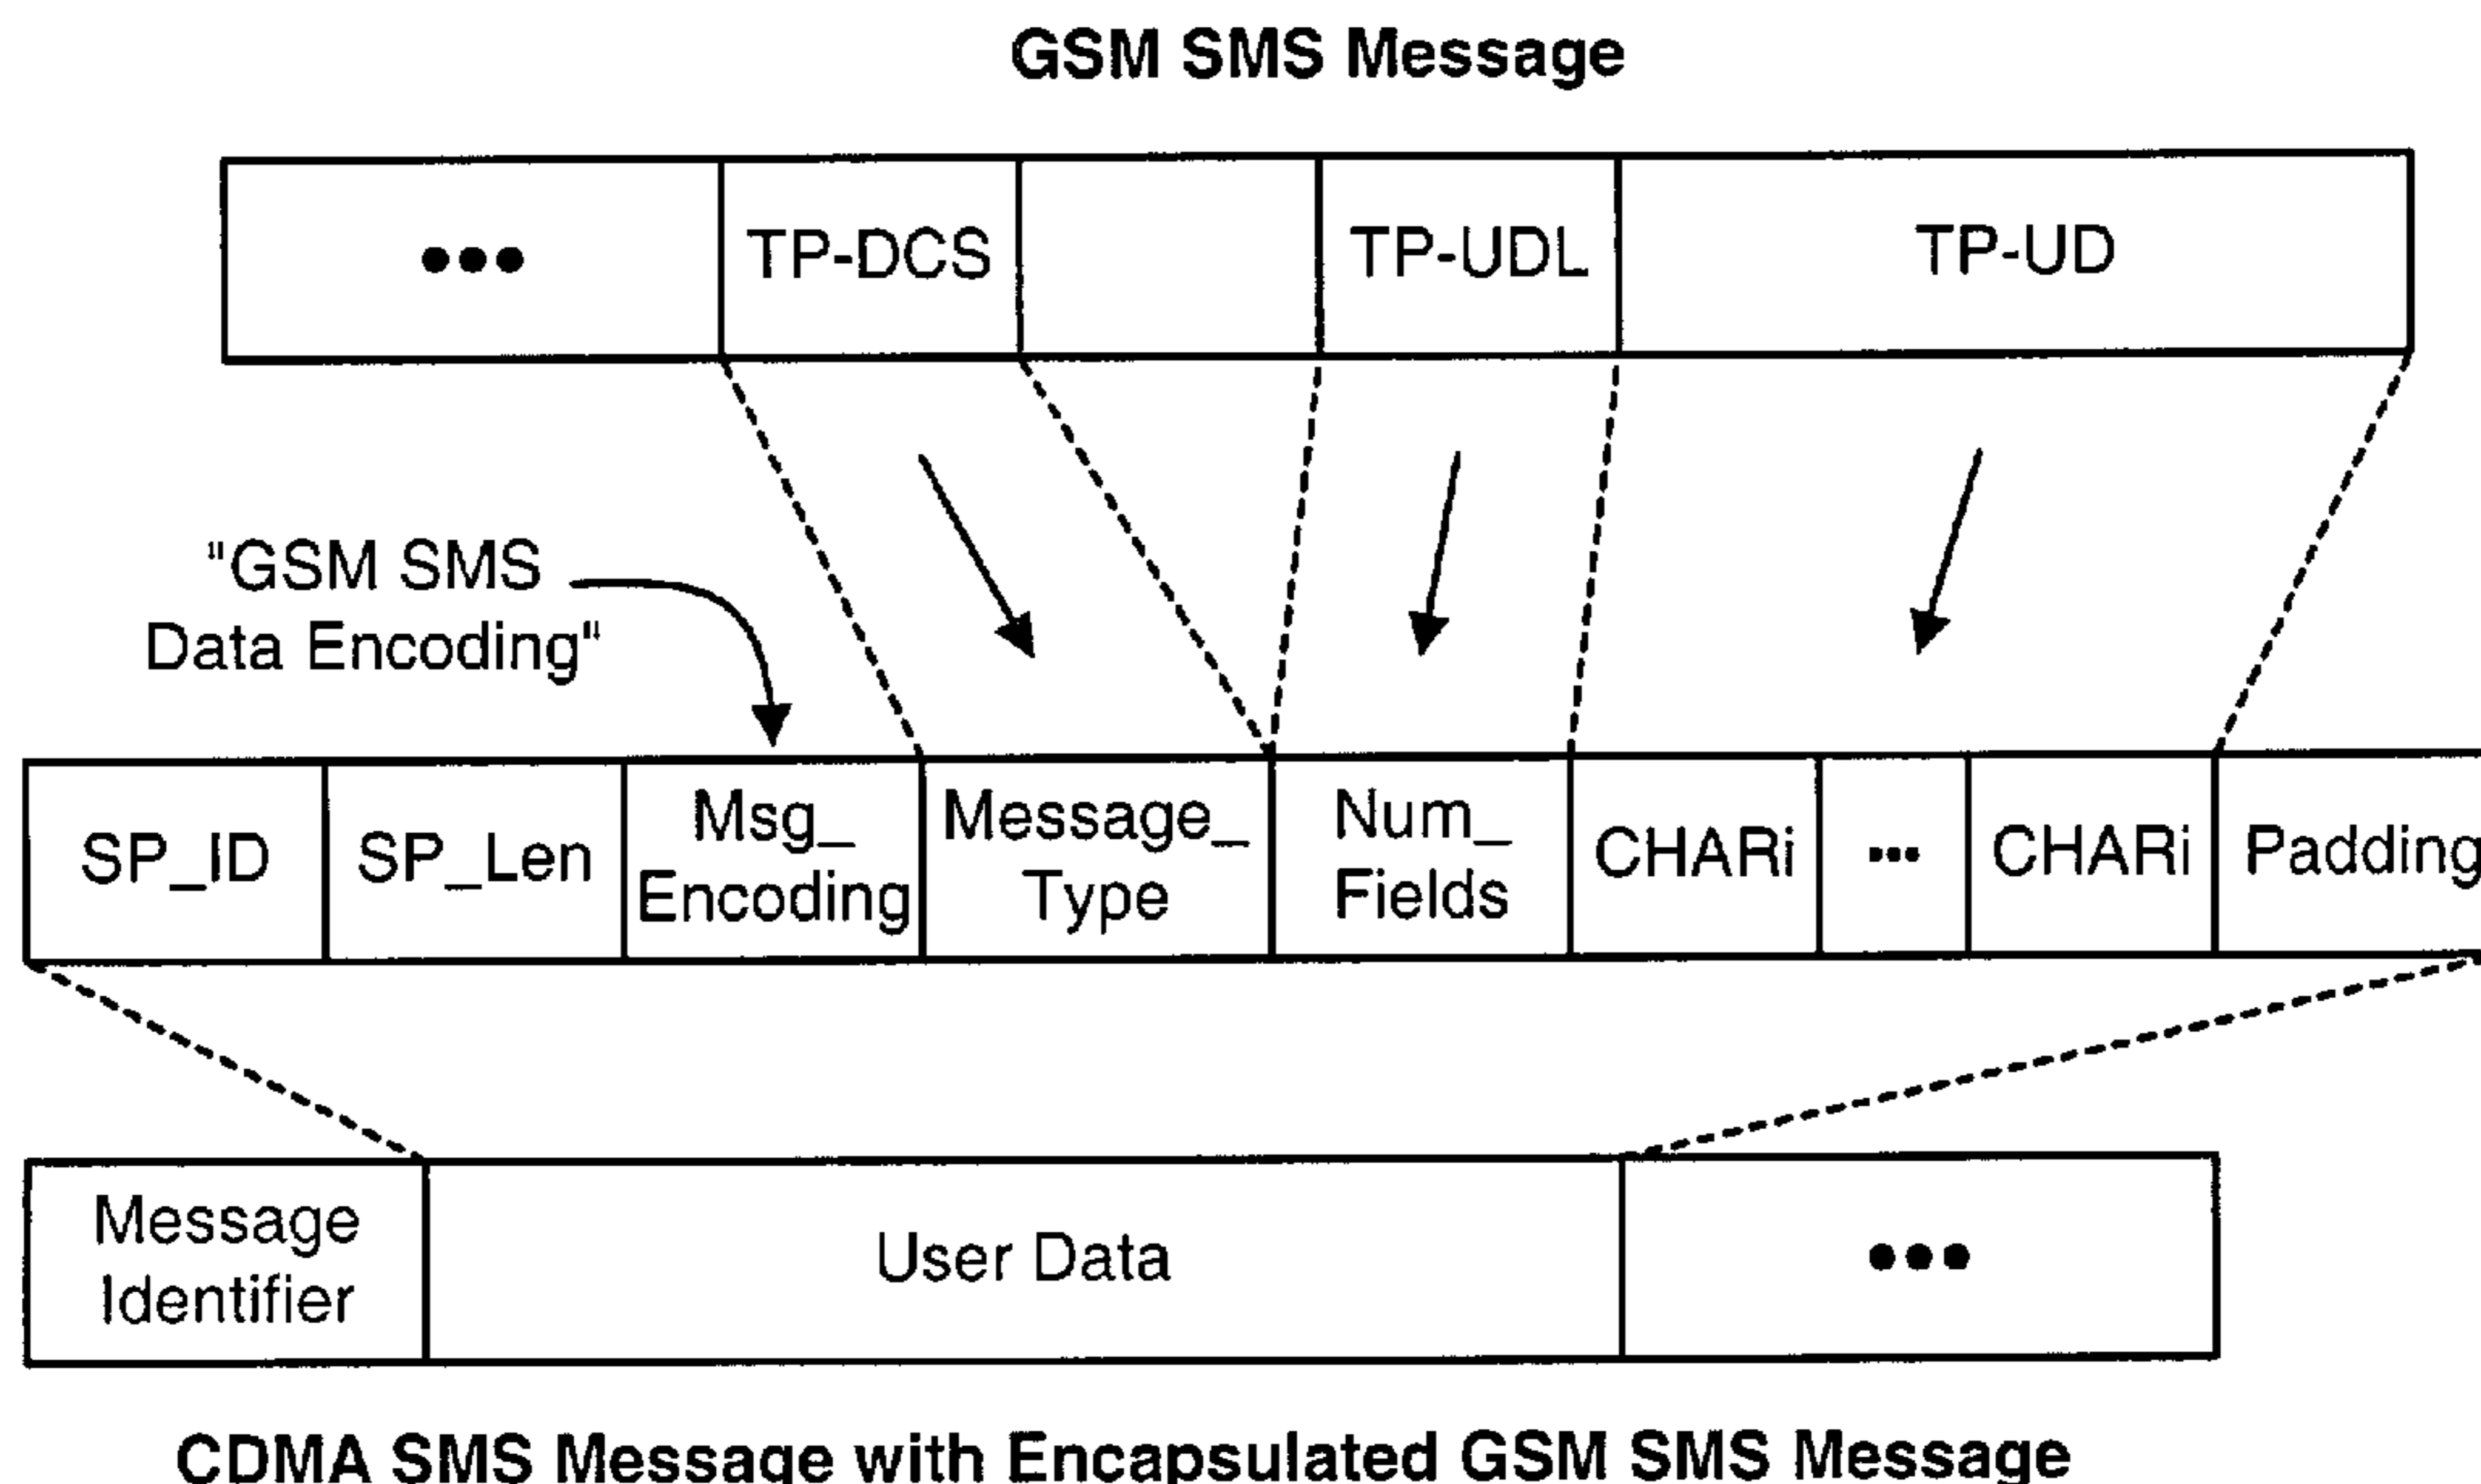 GSM SMS Message
••• TP-DCS TP-UDL TP-UD
"GSM SMS
Data Encoding"
SP_ID SP_Len Msg_
Encoding Message_
Type Num_
Fields CHARi ••• CHARi Padding
Message
Identifier User Data •••
CDMA SMS Message with Encapsulated GSM SMS Message